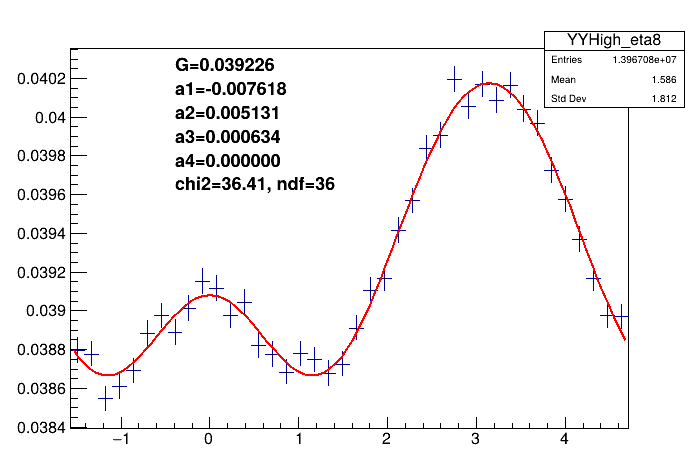 YYHigh_eta8
Entries 1.396708e+07
Mean 1.586
Std Dev 1.812
G=0.039226
a1=-0.007618
a2=0.005131
a3=0.000634
a4=0.000000
chi2=36.41, ndf=36
0.0402
0.04
0.0398
0.0396
0.0394
0.0392
0.039
0.0388
0.0386
0.0384
−1 0 1 2 3 4